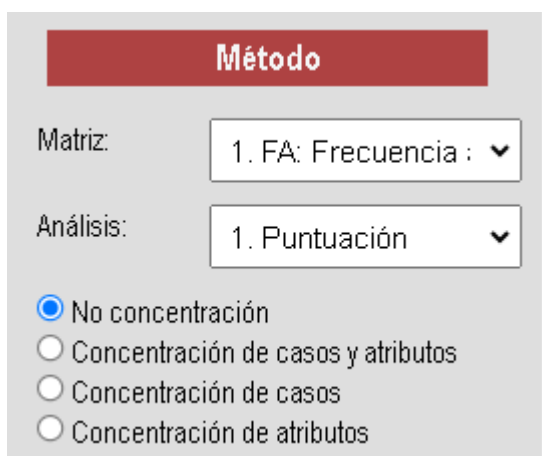 Método
Matriz: 1. FA: Frecuencia
Análisis: 1. Puntuación
No concentración
Concentración de casos y atributos
Concentración de casos
Concentración de atributos